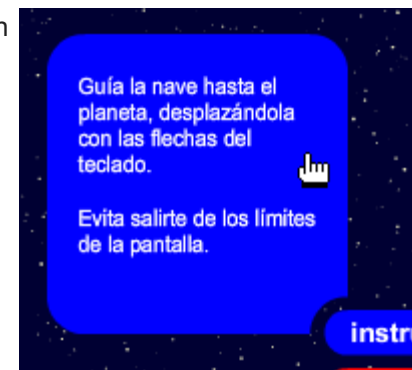 Guía la nave hasta el
planeta, desplazándola
con las flechas del
teclado.
Evita salirte de los límites
de la pantalla.